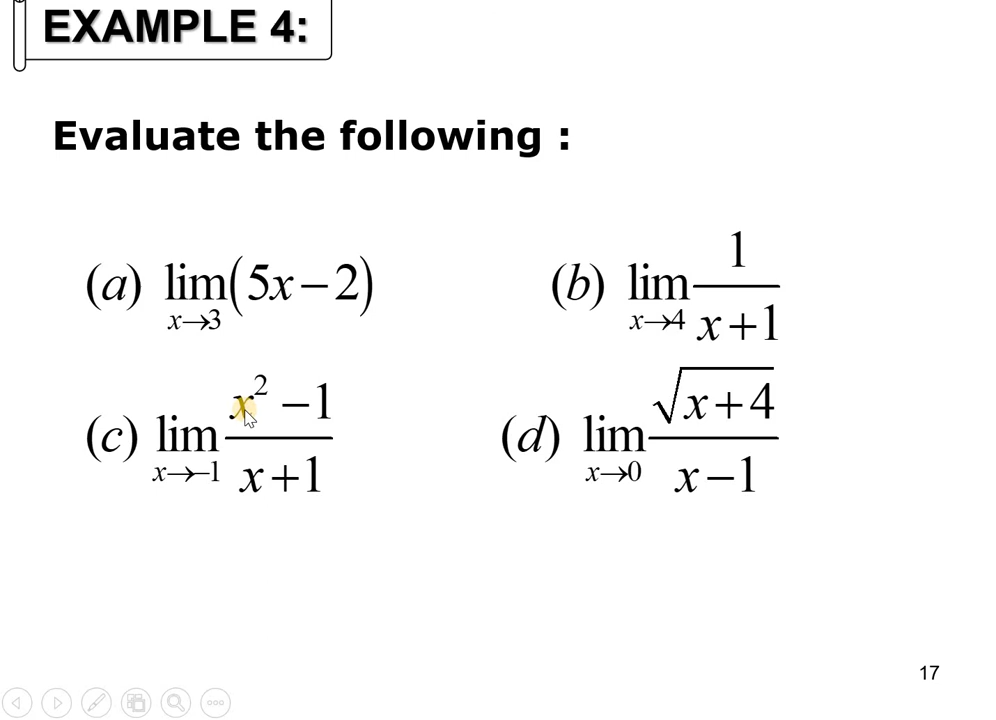 EXAMPLE 4:
Evaluate the following :
(a) lim x→3 (5x−2)
(b) lim x→4 1/(x+1)
(c) lim x→−1 (x²−1)/(x+1)
(d) lim x→0 √(x+4)/(x−1)
17